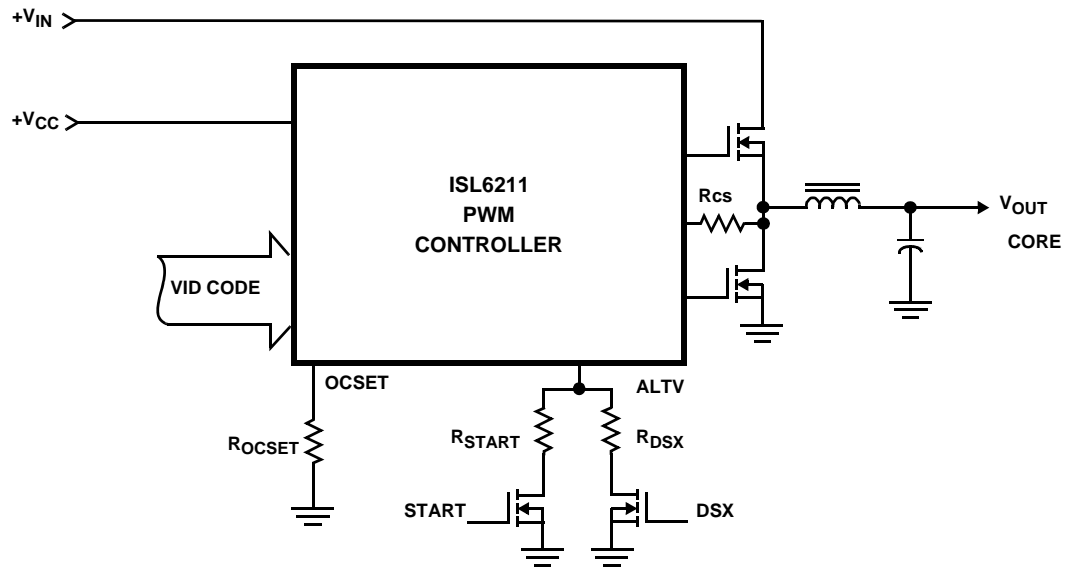 +VIN
+VCC
ISL6211
PWM
CONTROLLER
Rcs
VOUT
CORE
VID CODE
OCSET
ALTV
ROCSET
RSTART
RDSX
START
DSX